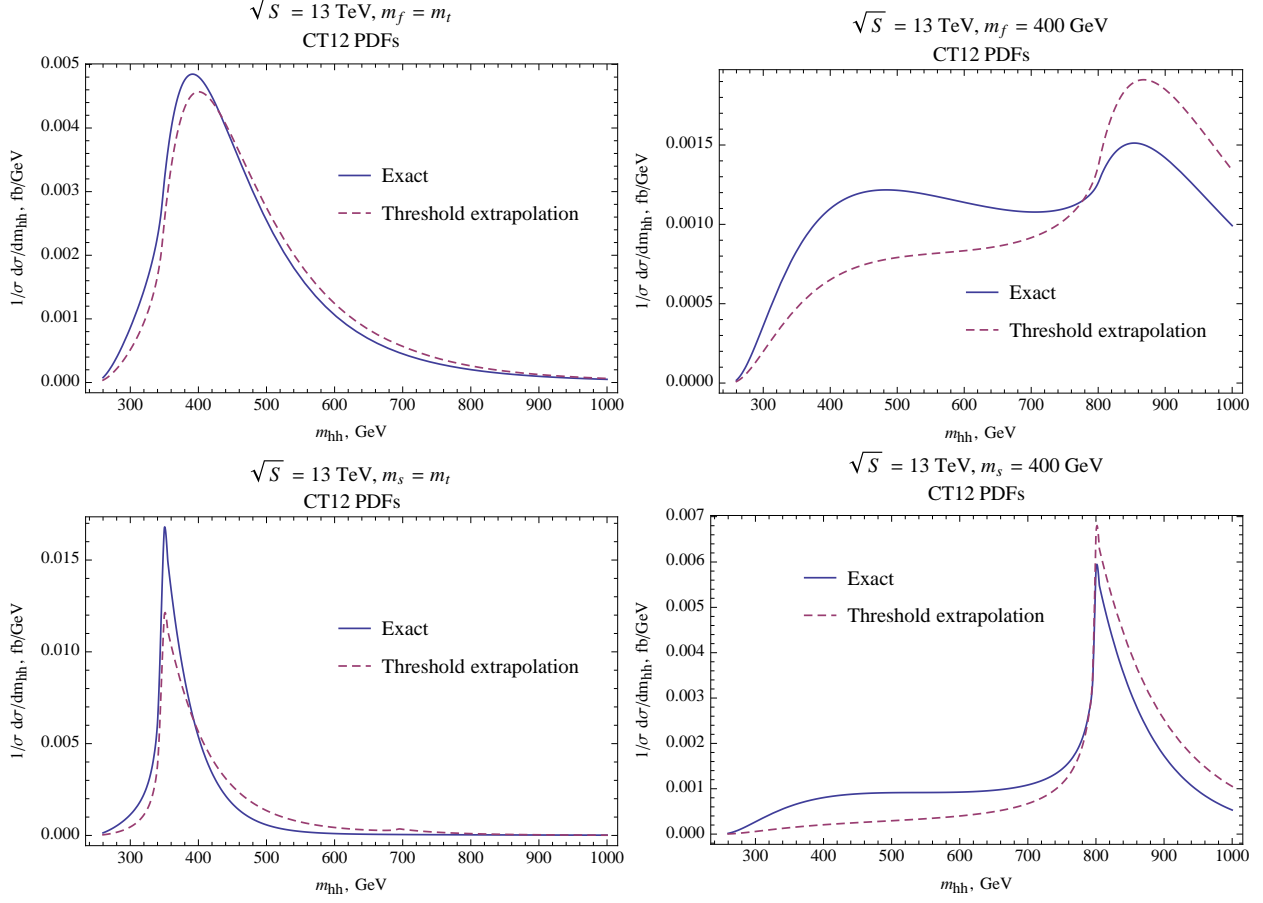 √S = 13 TeV, m_f = m_t
CT12 PDFs
0.005
0.004
0.003
0.002
0.001
0.000
1/σ dσ/dm_hh, fb/GeV
Exact
Threshold extrapolation
300 400 500 600 700 800 900 1000
m_hh, GeV
√S = 13 TeV, m_f = 400 GeV
CT12 PDFs
0.0015
0.0010
0.0005
0.0000
1/σ dσ/dm_hh, fb/GeV
Exact
Threshold extrapolation
300 400 500 600 700 800 900 1000
m_hh, GeV
√S = 13 TeV, m_s = m_t
CT12 PDFs
0.015
0.010
0.005
0.000
1/σ dσ/dm_hh, fb/GeV
Exact
Threshold extrapolation
300 400 500 600 700 800 900 1000
m_hh, GeV
√S = 13 TeV, m_s = 400 GeV
CT12 PDFs
0.007
0.006
0.005
0.004
0.003
0.002
0.001
0.000
1/σ dσ/dm_hh, fb/GeV
Exact
Threshold extrapolation
300 400 500 600 700 800 900 1000
m_hh, GeV